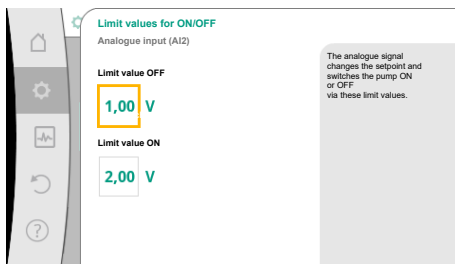 Limit values for ON/OFF
Analogue input (AI2)
Limit value OFF
1,00 V
Limit value ON
2,00 V
The analogue signal
changes the setpoint and
switches the pump ON
or OFF
via these limit values.
?